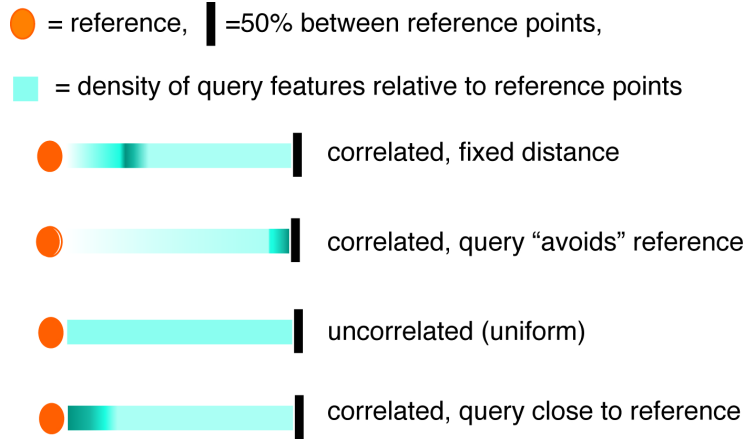 = reference, =50% between reference points,
= density of query features relative to reference points
correlated, fixed distance
correlated, query “avoids” reference
uncorrelated (uniform)
correlated, query close to reference